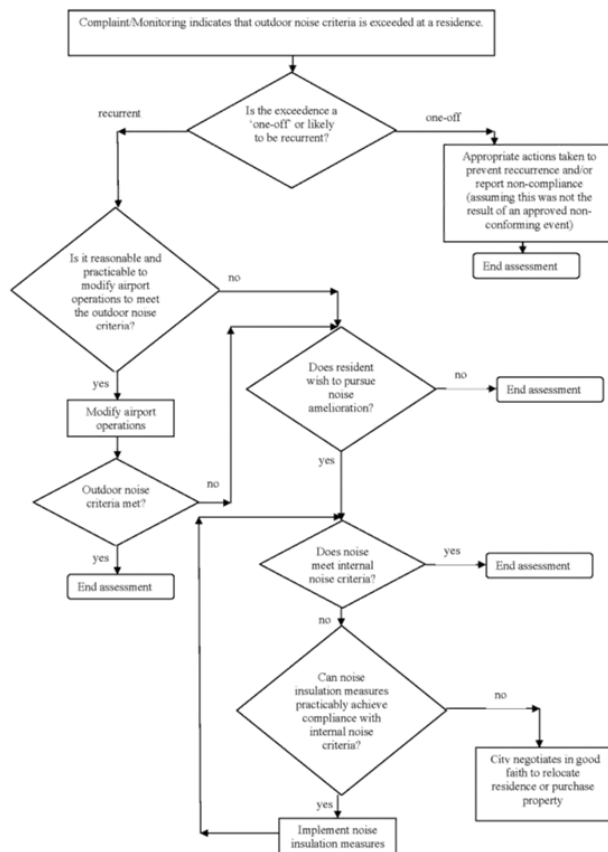 Complaint/Monitoring indicates that outdoor noise criteria is exceeded at a residence.
Is the exceedence a
'one-off' or likely
to be recurrent?
recurrent
one-off
Appropriate actions taken to
prevent reccurrence and/or
report non-compliance
(assuming this was not the
result of an approved non-
conforming event)
End assessment
Is it reasonable and
practicable to
modify airport
operations to meet
the outdoor noise
criteria?
no
yes
Modify airport
operations
Outdoor noise
criteria met?
no
yes
End assessment
Does resident
wish to pursue
noise
amelioration?
no
End assessment
yes
Does noise
meet internal
noise criteria?
yes
End assessment
no
Can noise
insulation measures
practicably achieve
compliance with
internal noise
criteria?
no
City negotiates in good
faith to relocate
residence or purchase
property
yes
Implement noise
insulation measures